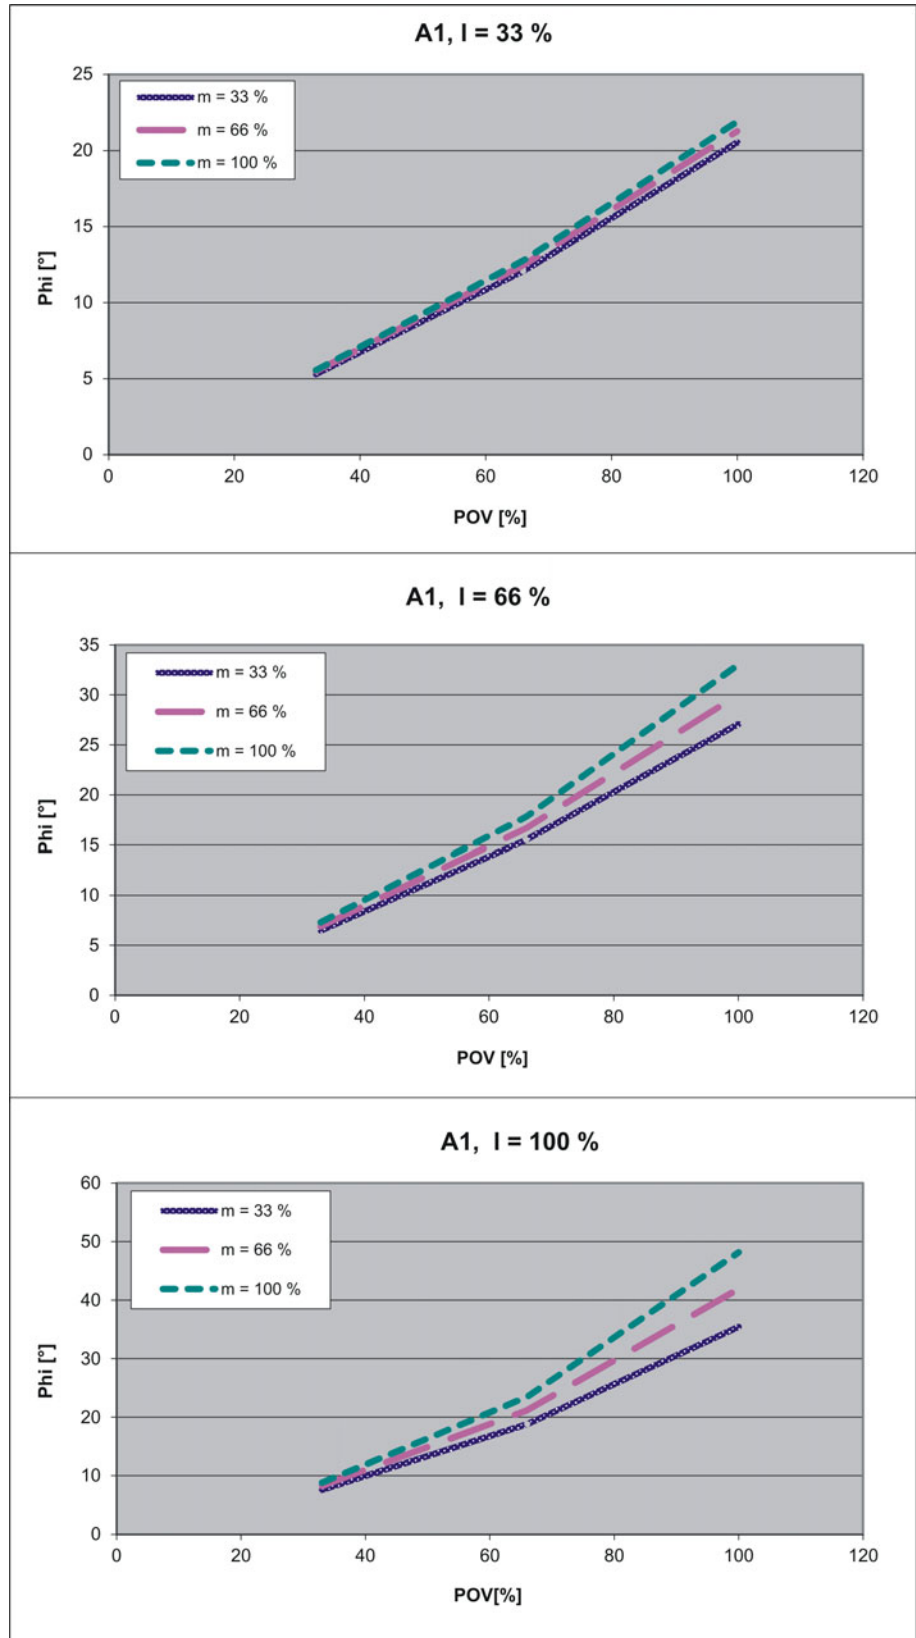 A1, I = 33 %
25
20
15
10
5
0
m = 33 %
m = 66 %
m = 100 %
Phi [°]
0 20 40 60 80 100 120
POV [%]
A1, I = 66 %
35
30
25
20
15
10
5
0
m = 33 %
m = 66 %
m = 100 %
Phi [°]
0 20 40 60 80 100 120
POV [%]
A1, I = 100 %
60
50
40
30
20
10
0
m = 33 %
m = 66 %
m = 100 %
Phi [°]
0 20 40 60 80 100 120
POV[%]